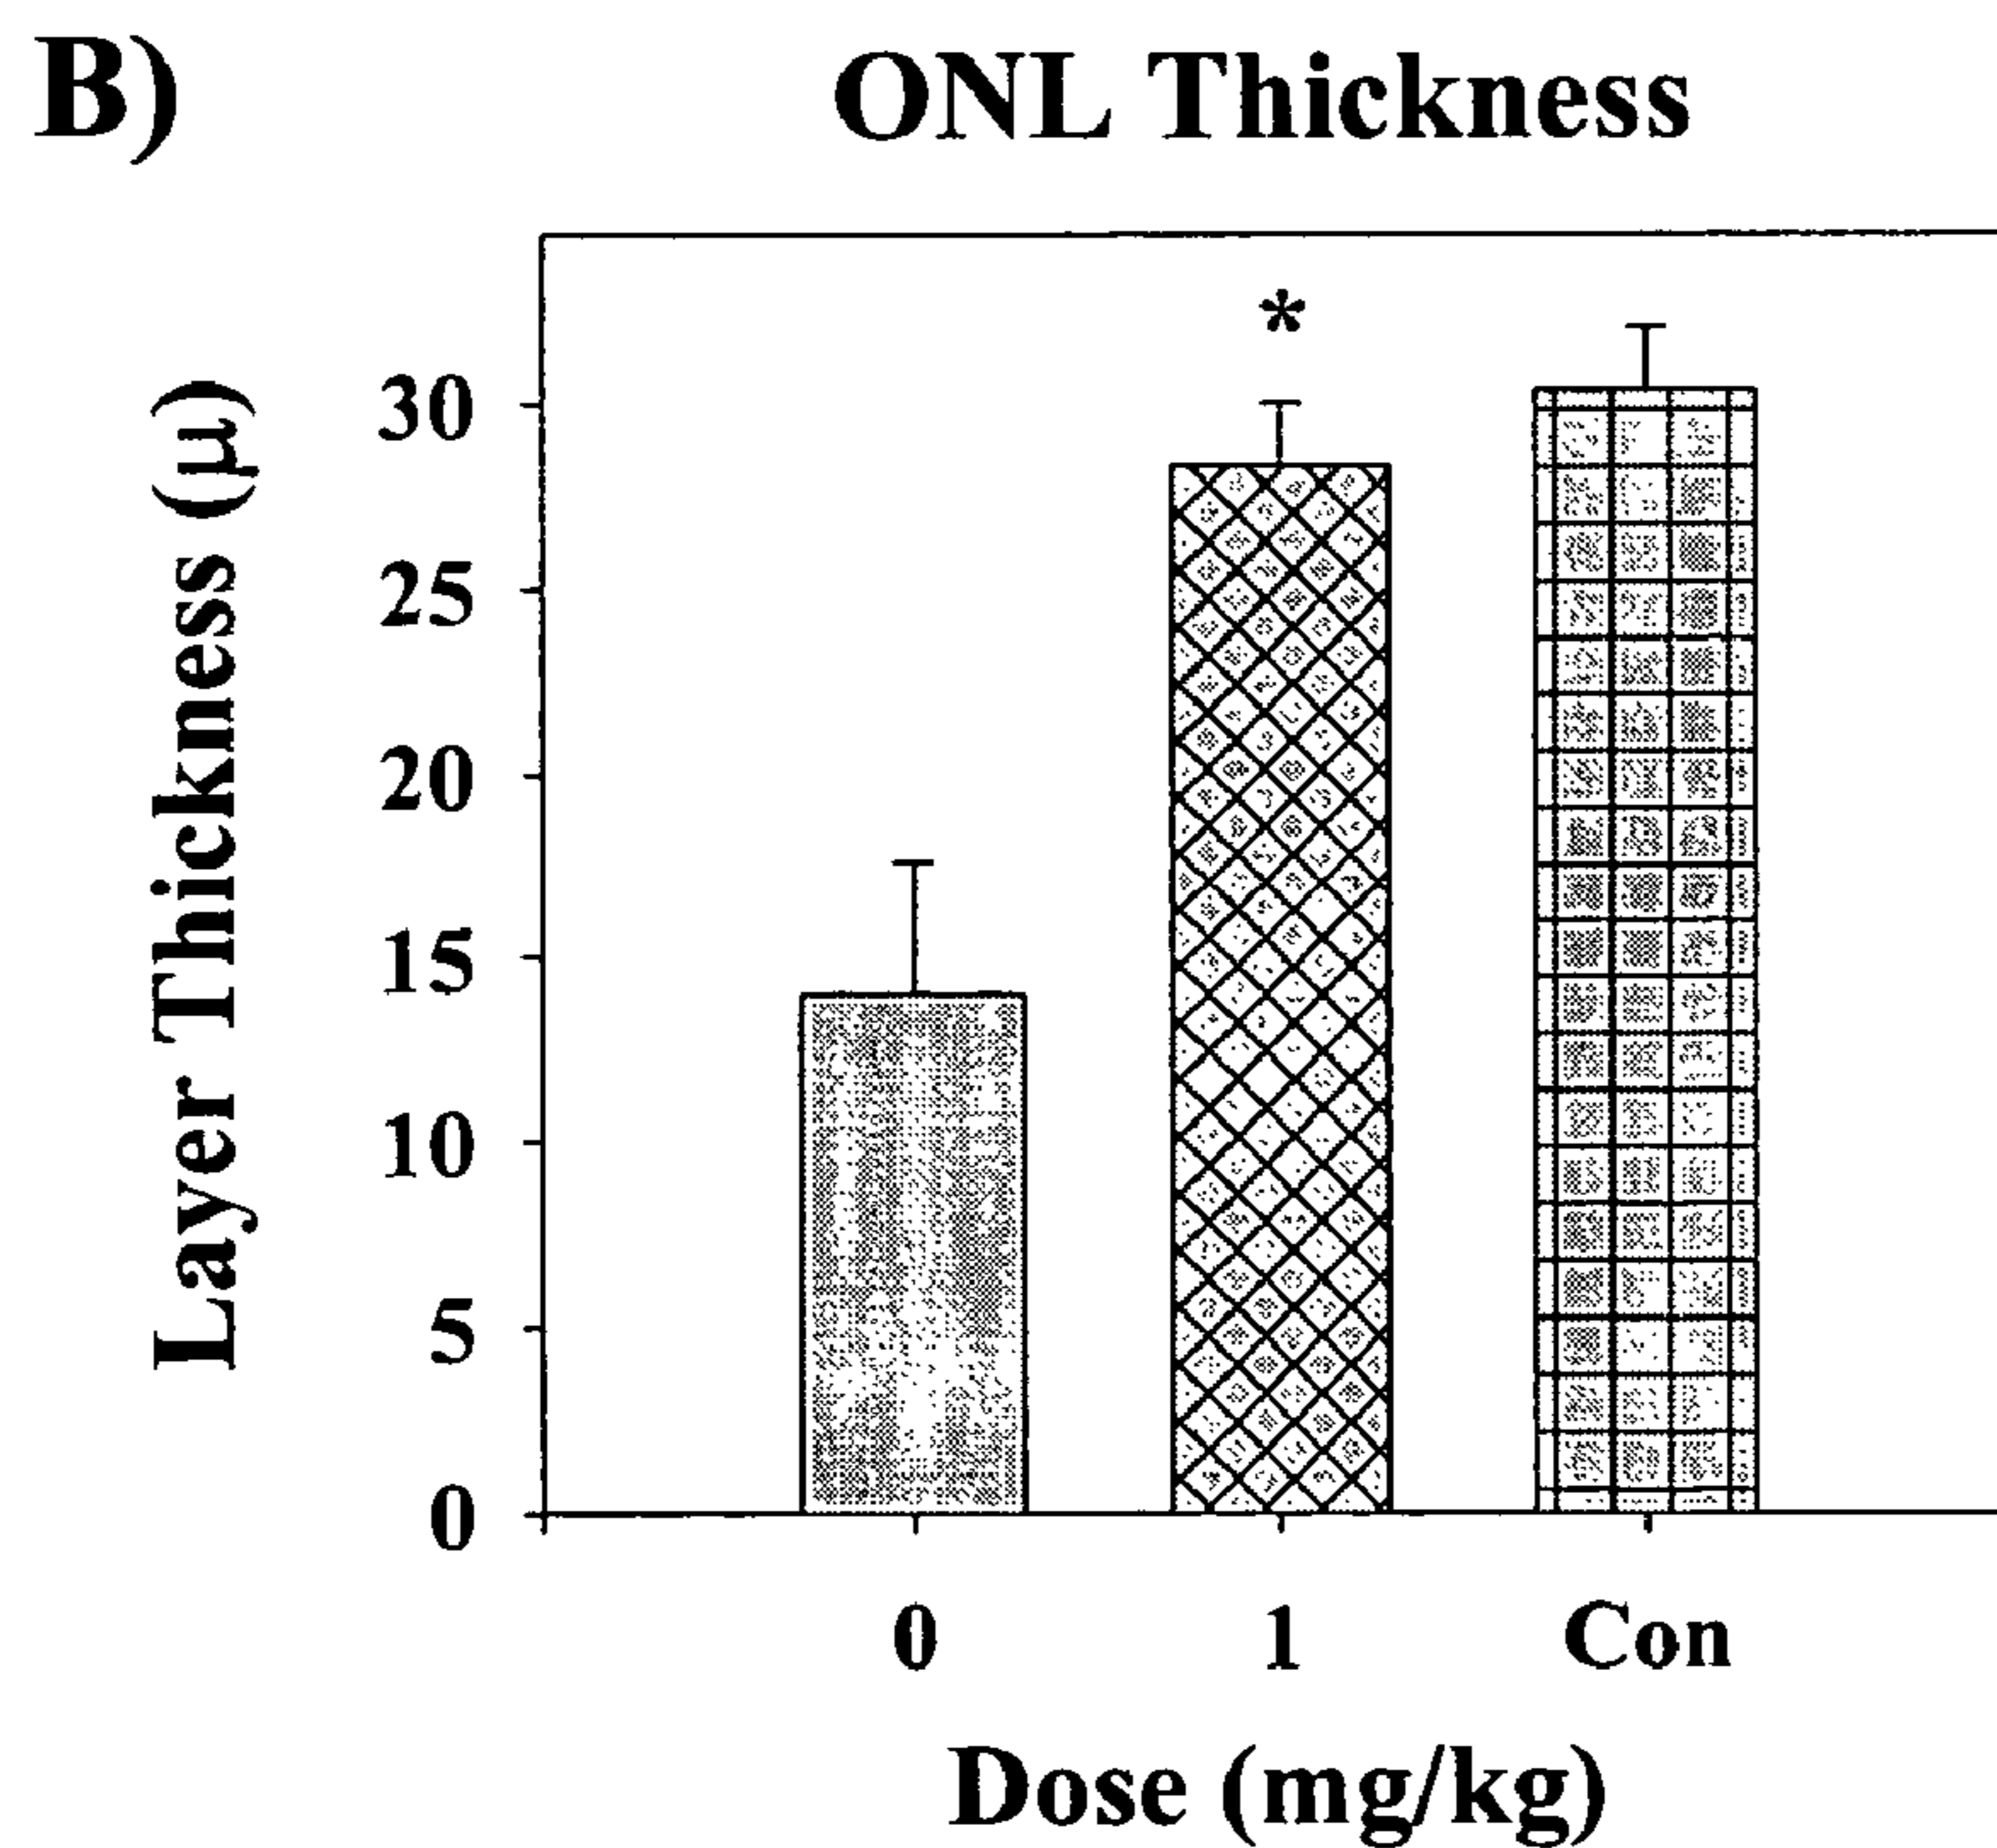 B)
ONL Thickness
Layer Thickness (μ)
30
25
20
15
10
5
0
*
0 1 Con
Dose (mg/kg)